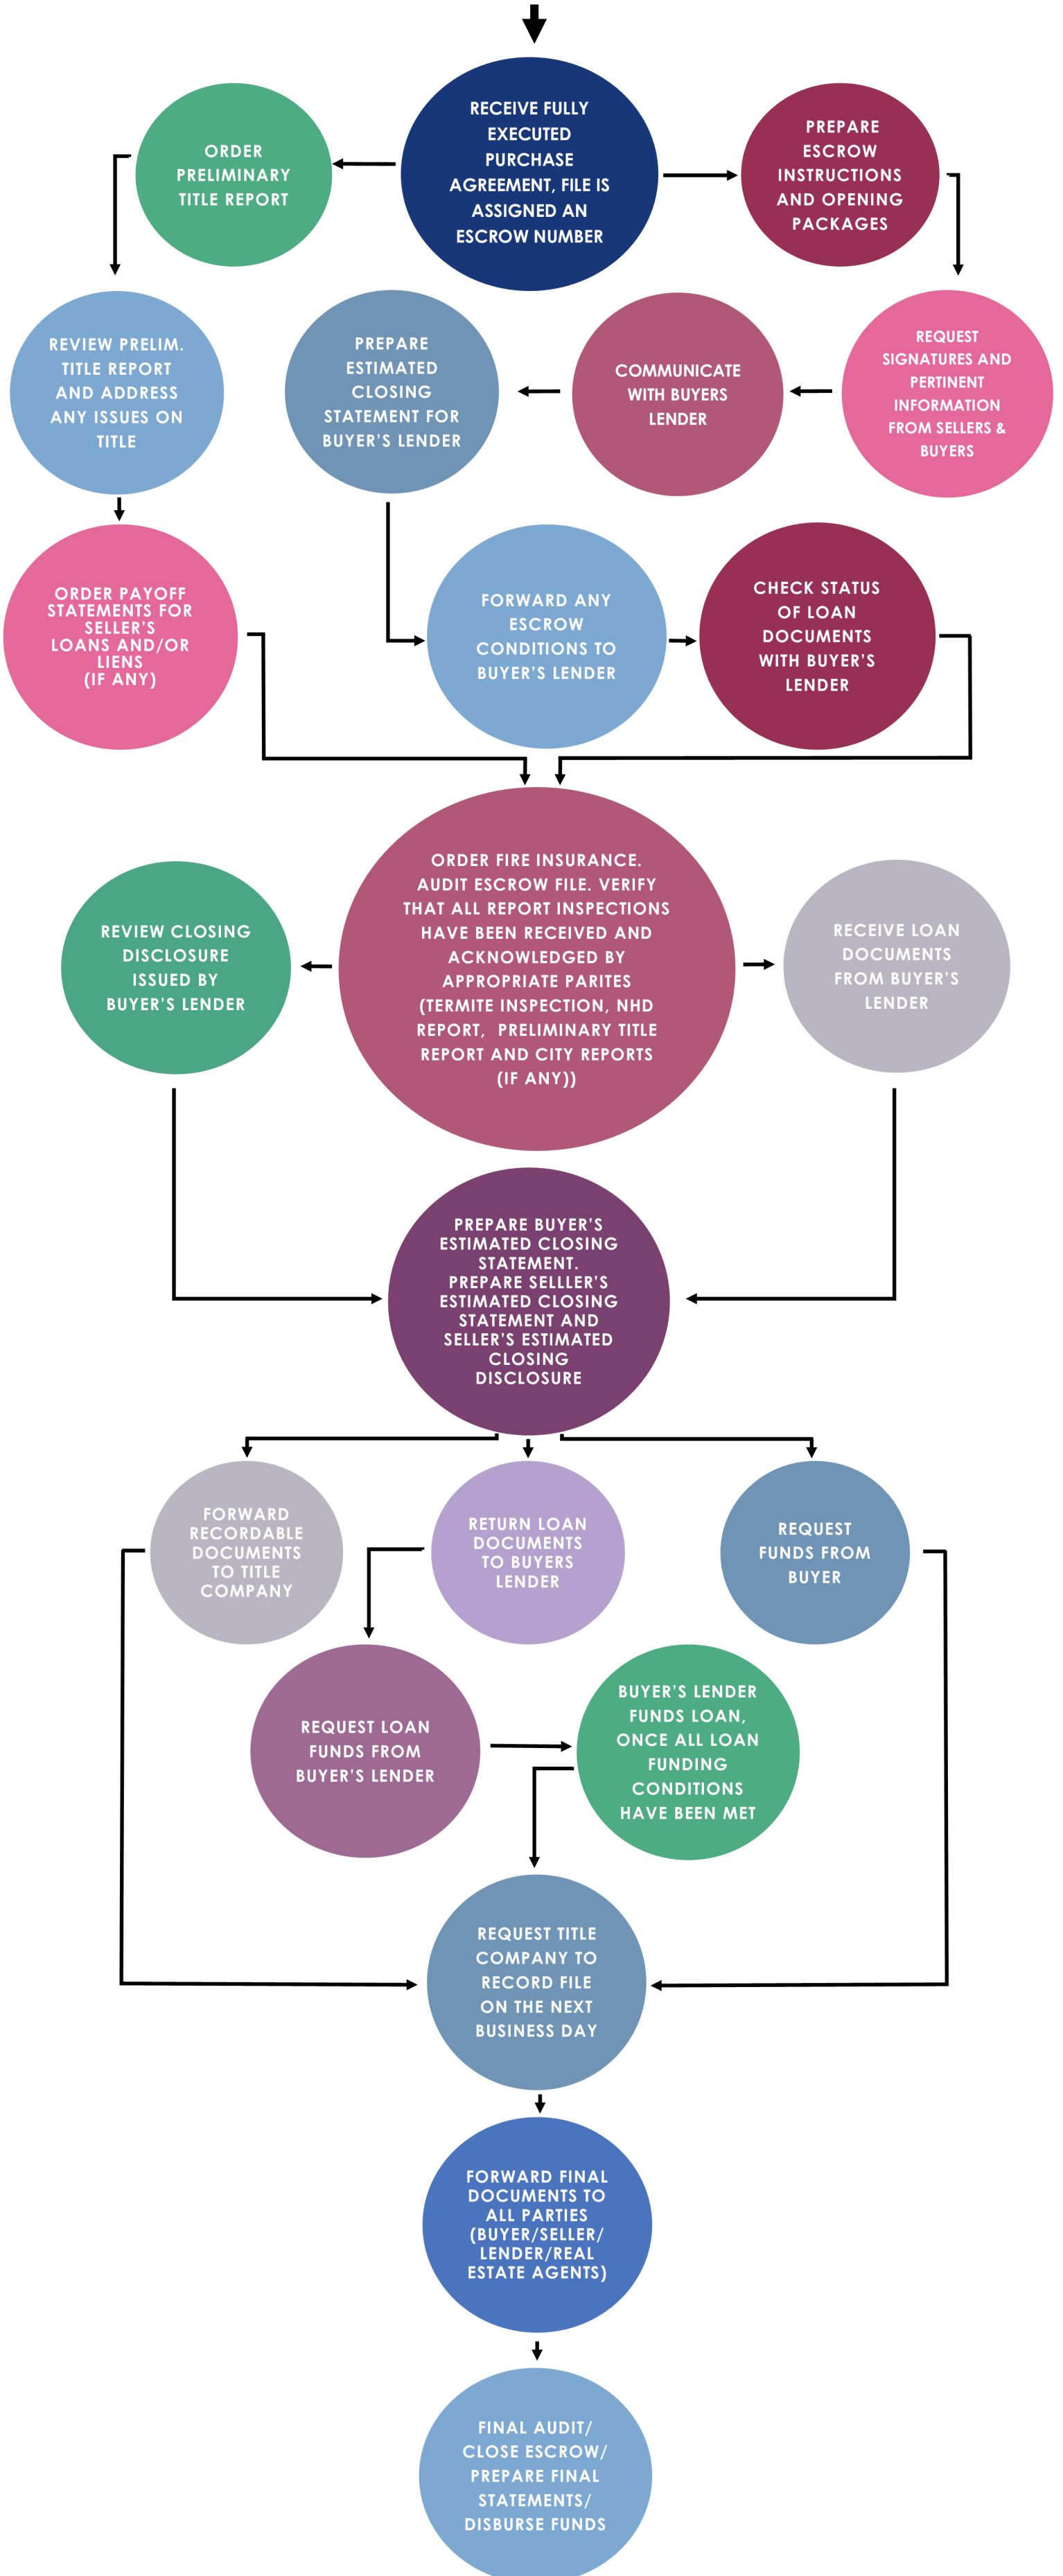 RECEIVE FULLY
EXECUTED
PURCHASE
AGREEMENT, FILE IS
ASSIGNED AN
ESCROW NUMBER
ORDER
PRELIMINARY
TITLE REPORT
PREPARE
ESCROW
INSTRUCTIONS
AND OPENING
PACKAGES
REVIEW PRELIM.
TITLE REPORT
AND ADDRESS
ANY ISSUES ON
TITLE
PREPARE
ESTIMATED
CLOSING
STATEMENT FOR
BUYER'S LENDER
COMMUNICATE
WITH BUYERS
LENDER
REQUEST
SIGNATURES AND
PERTINENT
INFORMATION
FROM SELLERS &
BUYERS
ORDER PAYOFF
STATEMENTS FOR
SELLER'S
LOANS AND/OR
LIENS
(IF ANY)
FORWARD ANY
ESCROW
CONDITIONS TO
BUYER'S LENDER
CHECK STATUS
OF LOAN
DOCUMENTS
WITH BUYER'S
LENDER
ORDER FIRE INSURANCE.
AUDIT ESCROW FILE. VERIFY
THAT ALL REPORT INSPECTIONS
HAVE BEEN RECEIVED AND
ACKNOWLEDGED BY
APPROPRIATE PARITES
(TERMITE INSPECTION, NHD
REPORT, PRELIMINARY TITLE
REPORT AND CITY REPORTS
(IF ANY))
REVIEW CLOSING
DISCLOSURE
ISSUED BY
BUYER'S LENDER
RECEIVE LOAN
DOCUMENTS
FROM BUYER'S
LENDER
PREPARE BUYER'S
ESTIMATED CLOSING
STATEMENT.
PREPARE SELLLER'S
ESTIMATED CLOSING
STATEMENT AND
SELLER'S ESTIMATED
CLOSING
DISCLOSURE
FORWARD
RECORDABLE
DOCUMENTS
TO TITLE
COMPANY
RETURN LOAN
DOCUMENTS
TO BUYERS
LENDER
REQUEST
FUNDS FROM
BUYER
REQUEST LOAN
FUNDS FROM
BUYER'S LENDER
BUYER'S LENDER
FUNDS LOAN,
ONCE ALL LOAN
FUNDING
CONDITIONS
HAVE BEEN MET
REQUEST TITLE
COMPANY TO
RECORD FILE
ON THE NEXT
BUSINESS DAY
FORWARD FINAL
DOCUMENTS TO
ALL PARTIES
(BUYER/SELLER/
LENDER/REAL
ESTATE AGENTS)
FINAL AUDIT/
CLOSE ESCROW/
PREPARE FINAL
STATEMENTS/
DISBURSE FUNDS